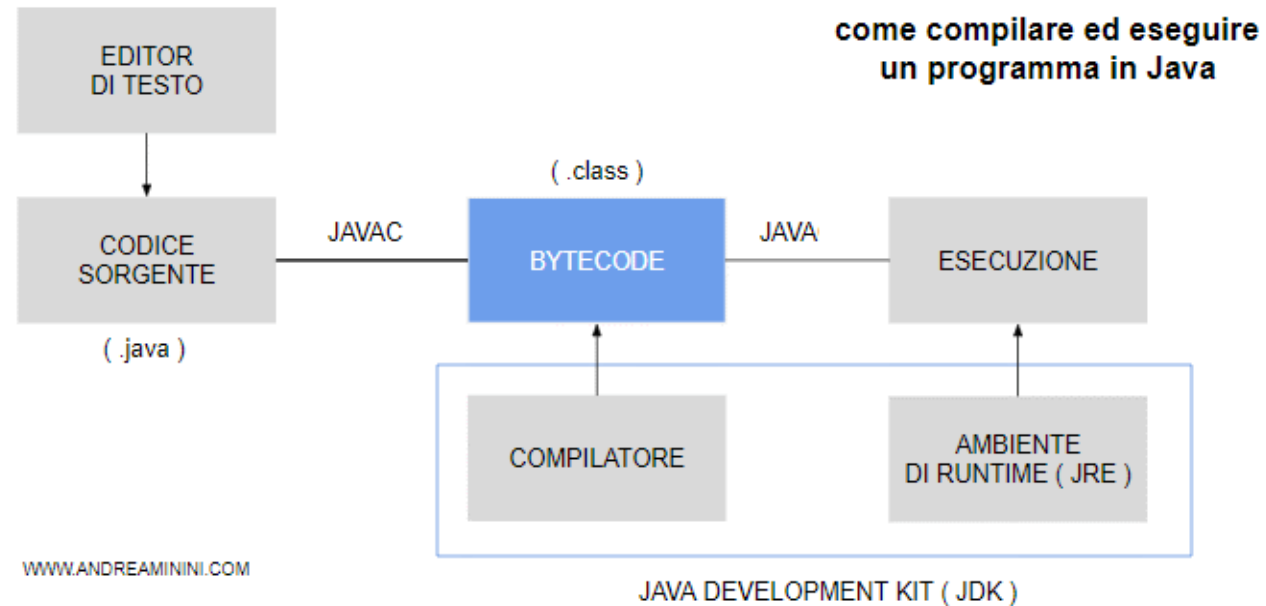 come compilare ed eseguire
un programma in Java
EDITOR
DI TESTO
( .class )
CODICE
SORGENTE
JAVAC
BYTECODE
JAVA
ESECUZIONE
( .java )
COMPILATORE
AMBIENTE
DI RUNTIME ( JRE )
WWW.ANDREAMININI.COM
JAVA DEVELOPMENT KIT ( JDK )